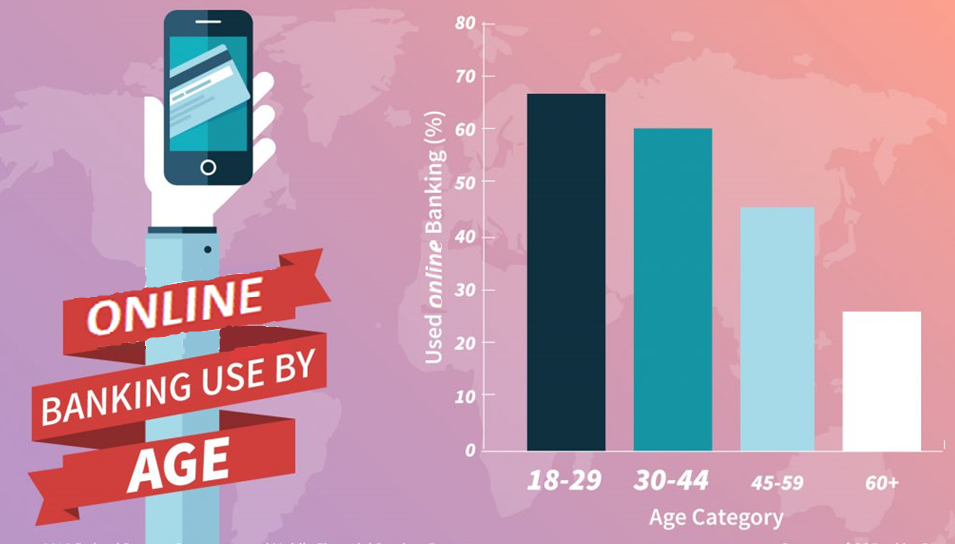 ONLINE
BANKING USE BY
AGE
Used online Banking (%)
80
70
60
50
40
30
20
10
0
18-29 30-44 45-59 60+
Age Category